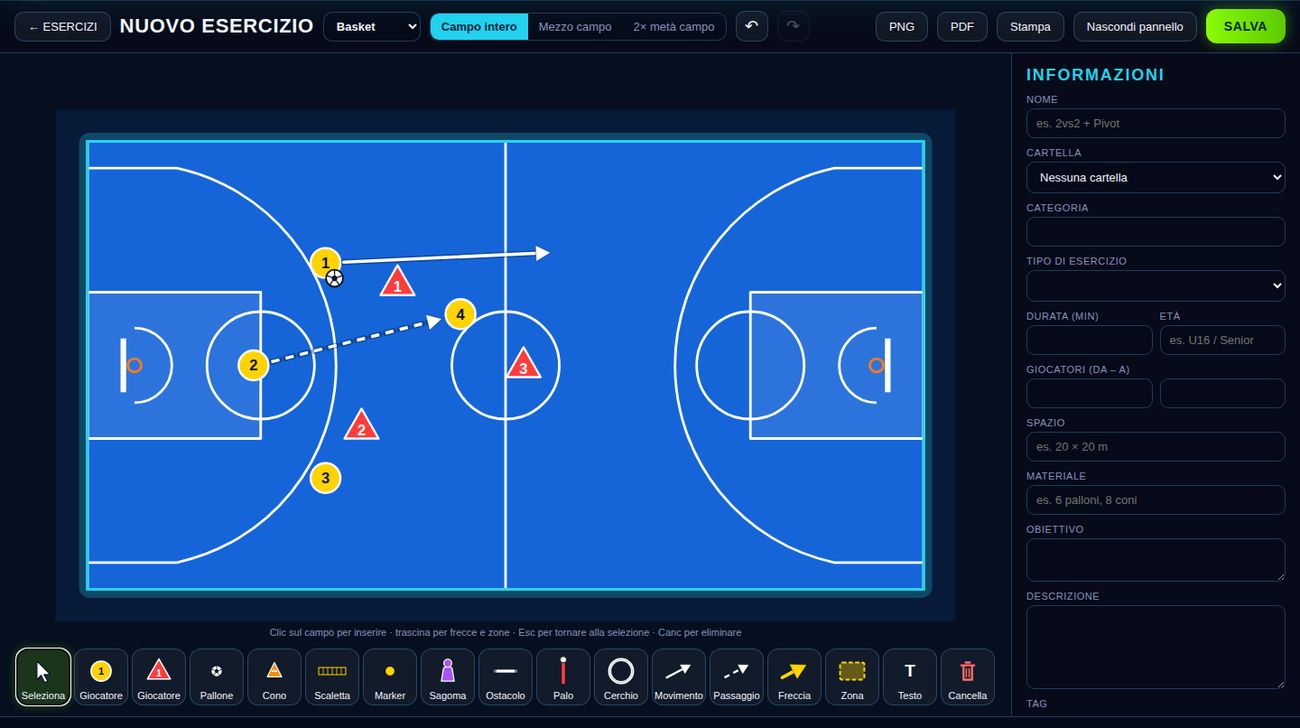 ← ESERCIZI NUOVO ESERCIZIO Basket Campo intero Mezzo campo 2× metà campo ↶ ↷ PNG PDF Stampa Nascondi pannello SALVA
INFORMAZIONI
NOME
es. 2vs2 + Pivot
CARTELLA
Nessuna cartella
CATEGORIA
TIPO DI ESERCIZIO
DURATA (MIN) ETÀ
es. U16 / Senior
GIOCATORI (DA – A)
SPAZIO
es. 20 × 20 m
MATERIALE
es. 6 palloni, 8 coni
OBIETTIVO
DESCRIZIONE
TAG
1
1
4
2
3
2
3
Clic sul campo per inserire · trascina per frecce e zone · Esc per tornare alla selezione · Canc per eliminare
1 1 T
Seleziona Giocatore Giocatore Pallone Cono Scaletta Marker Sagoma Ostacolo Palo Cerchio Movimento Passaggio Freccia Zona Testo Cancella